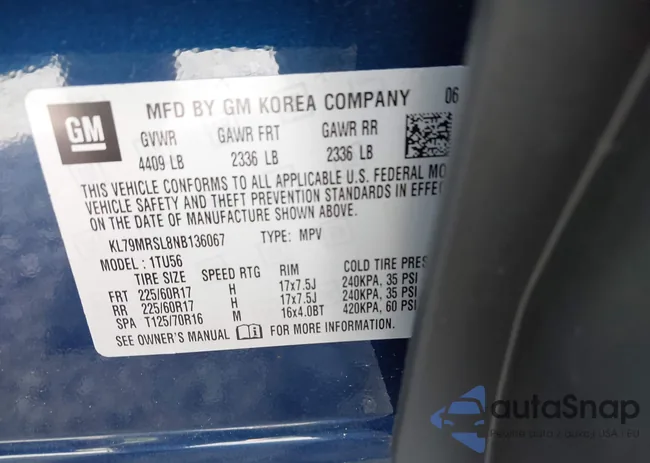 GM
MFD BY GM KOREA COMPANY 06
GVWR GAWR FRT GAWR RR
4409 LB 2336 LB 2336 LB
THIS VEHICLE CONFORMS TO ALL APPLICABLE U.S. FEDERAL MO
VEHICLE SAFETY AND THEFT PREVENTION STANDARDS IN EFFE
ON THE DATE OF MANUFACTURE SHOWN ABOVE.
KL79MRSL8NB136067 TYPE: MPV
MODEL: 1TU56
TIRE SIZE SPEED RTG RIM COLD TIRE PRES
FRT 225/60R17 H 17x7.5J 240KPA, 35 PSI
RR 225/60R17 H 17x7.5J 240KPA, 35 PSI
SPA T125/70R16 M 16x4.0BT 420KPA, 60 PSI
SEE OWNER'S MANUAL FOR MORE INFORMATION.
autaSnap